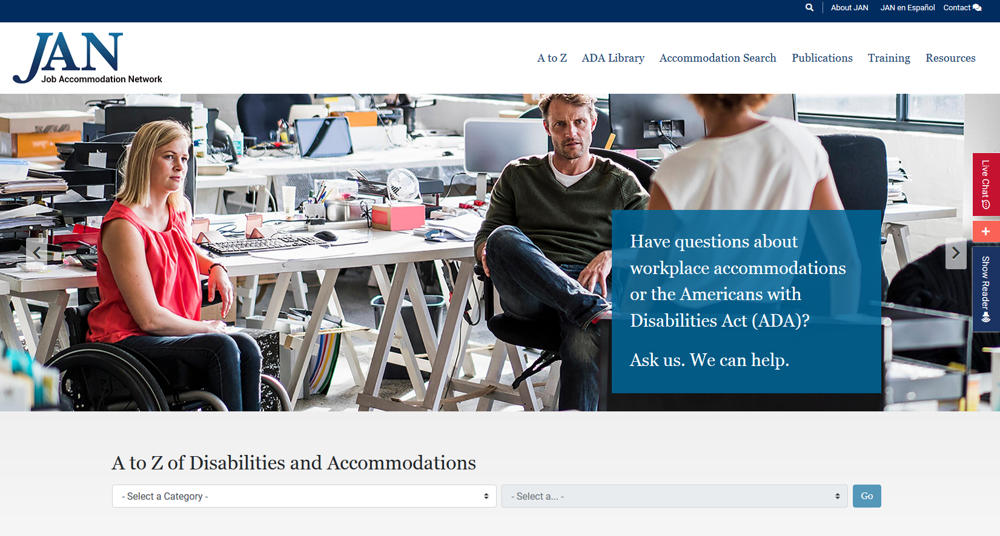 About JAN
JAN en Español
Contact
JAN
Job Accommodation Network
A to Z
ADA Library
Accommodation Search
Publications
Training
Resources
Have questions about
workplace accommodations
or the Americans with
Disabilities Act (ADA)?
Ask us. We can help.
Live Chat
+
Show Reader
A to Z of Disabilities and Accommodations
- Select a Category -
- Select a... -
Go